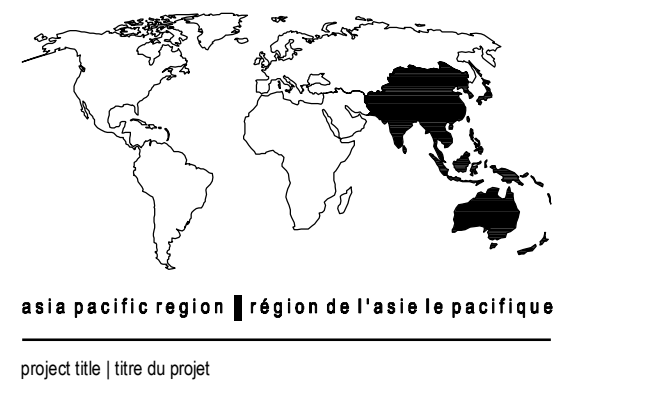 asia pacific region | région de l'asie le pacifique
project title | titre du projet